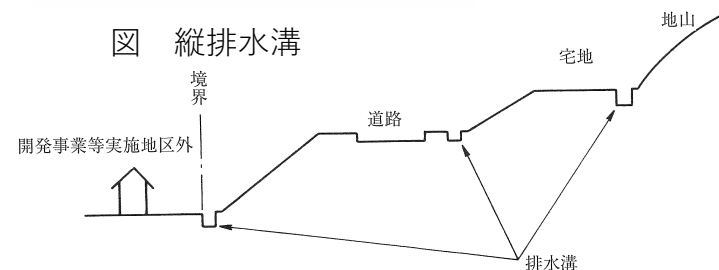 図　縦排水溝
地山
宅地
境界
道路
開発事業等実施地区外
排水溝